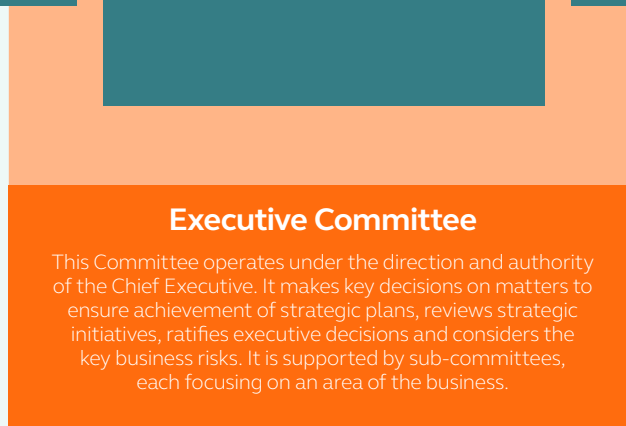 Executive Committee
This Committee operates under the direction and authority
of the Chief Executive. It makes key decisions on matters to
ensure achievement of strategic plans, reviews strategic
initiatives, ratifies executive decisions and considers the
key business risks. It is supported by sub-committees,
each focusing on an area of the business.